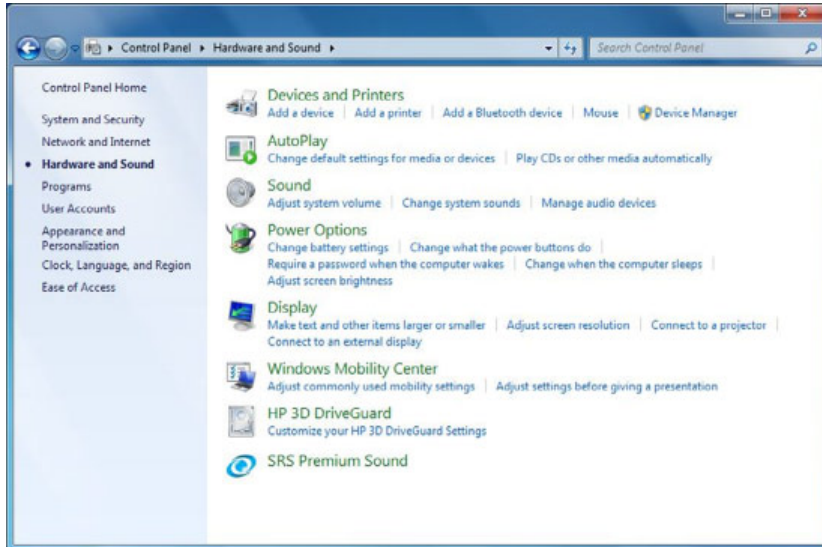 Control Panel ▸ Hardware and Sound ▸
Search Control Panel
Control Panel Home
System and Security
Network and Internet
Hardware and Sound
Programs
User Accounts
Appearance and
Personalization
Clock, Language, and Region
Ease of Access
Devices and Printers
Add a device | Add a printer | Add a Bluetooth device | Mouse | Device Manager
AutoPlay
Change default settings for media or devices | Play CDs or other media automatically
Sound
Adjust system volume | Change system sounds | Manage audio devices
Power Options
Change battery settings | Change what the power buttons do |
Require a password when the computer wakes | Change when the computer sleeps |
Adjust screen brightness
Display
Make text and other items larger or smaller | Adjust screen resolution | Connect to a projector |
Connect to an external display
Windows Mobility Center
Adjust commonly used mobility settings | Adjust settings before giving a presentation
HP 3D DriveGuard
Customize your HP 3D DriveGuard Settings
SRS Premium Sound